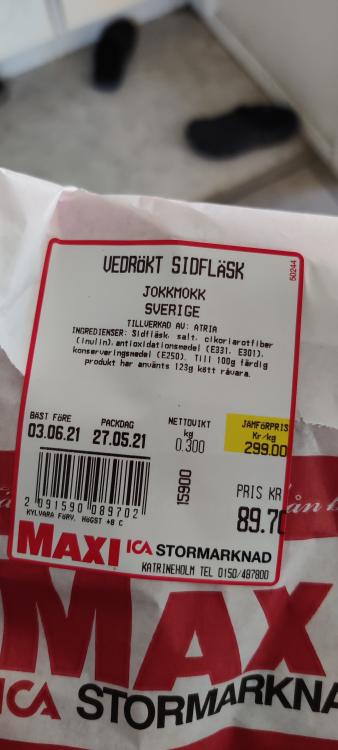 50244
VEDRÖKT SIDFLÄSK
JOKKMOKK
SVERIGE
TILLVERKAD AV: ATRIA
INGREDIENSER: Sidfläsk, salt, cikoriarotfiber
(inulin), antioxidationsmedel (E331, E301),
konserveringsmedel (E250). Till 100g färdig
produkt har använts 123g kött råvara.
BÄST FÖRE PACKDAG NETTOVIKT JÄMFÖRPRIS
kg Kr/kg
03.06.21 27.05.21 0.300 299.00
15900
PRIS KR
89.70
2 091590 089702
KYLVARA FÖRV. HÖGST +8 C
MAXI ICA STORMARKNAD
KATRINEHOLM TEL 0150/487800
MAX
ICA STORMARKNA